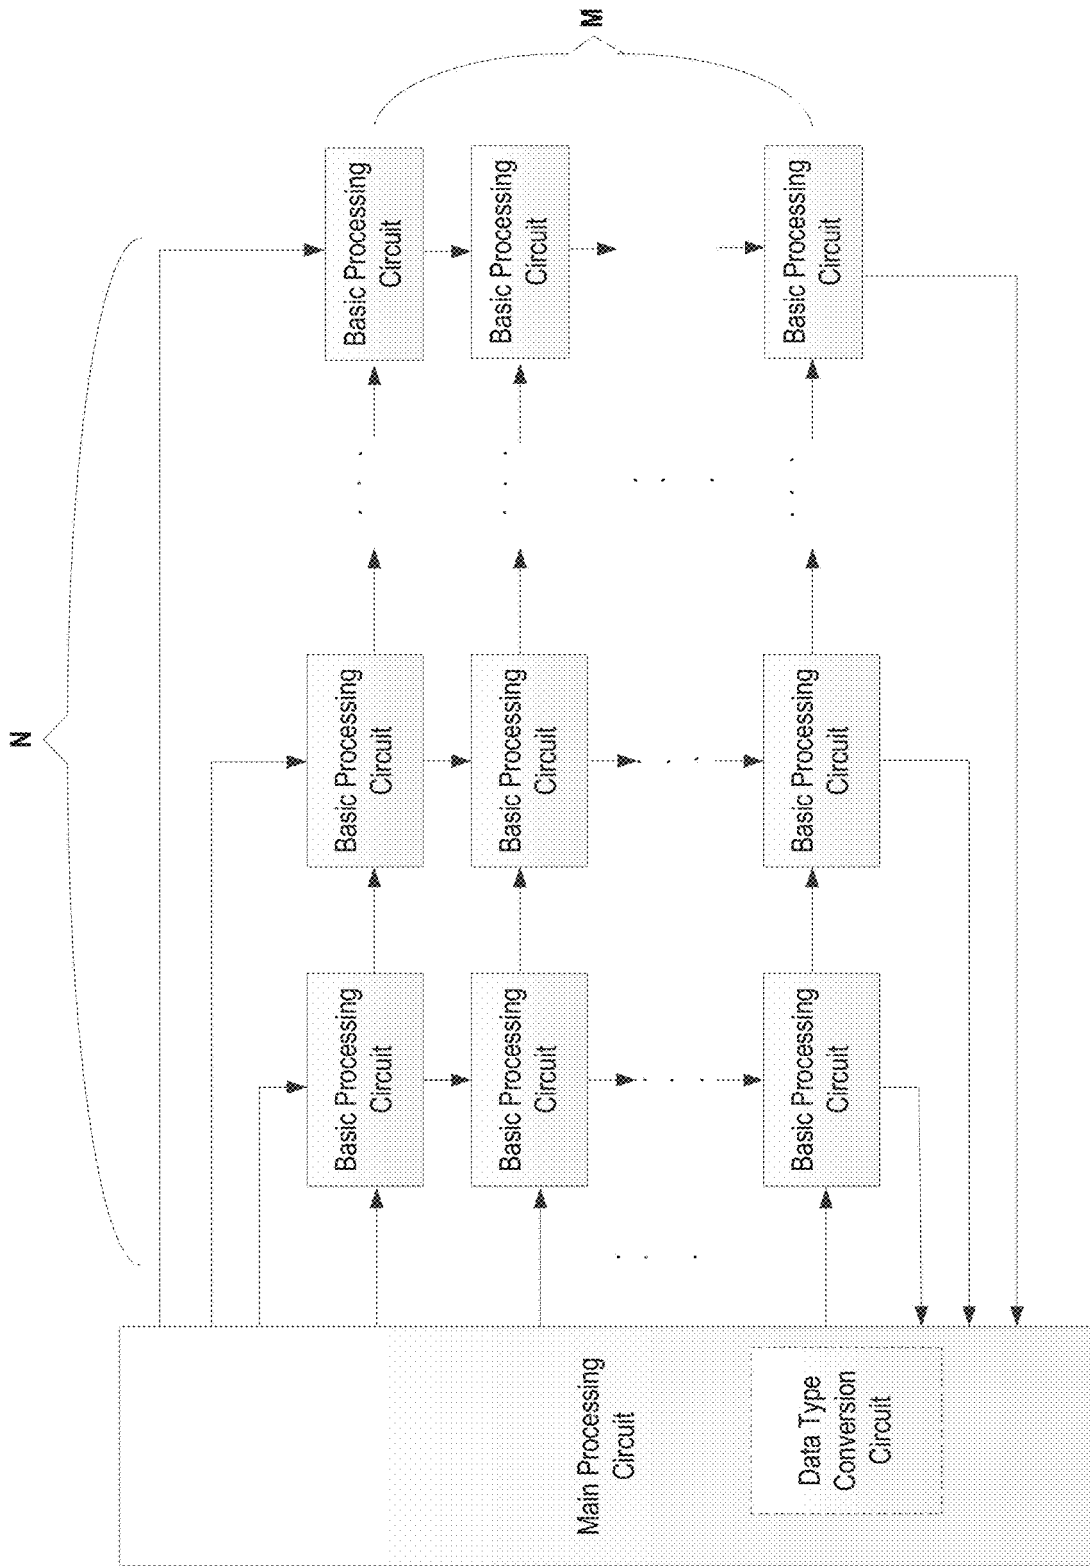 N
M
Basic Processing
Circuit
Basic Processing
Circuit
Basic Processing
Circuit
Basic Processing
Circuit
Basic Processing
Circuit
Basic Processing
Circuit
Basic Processing
Circuit
Basic Processing
Circuit
Basic Processing
Circuit
Main Processing
Circuit
Data Type
Conversion
Circuit